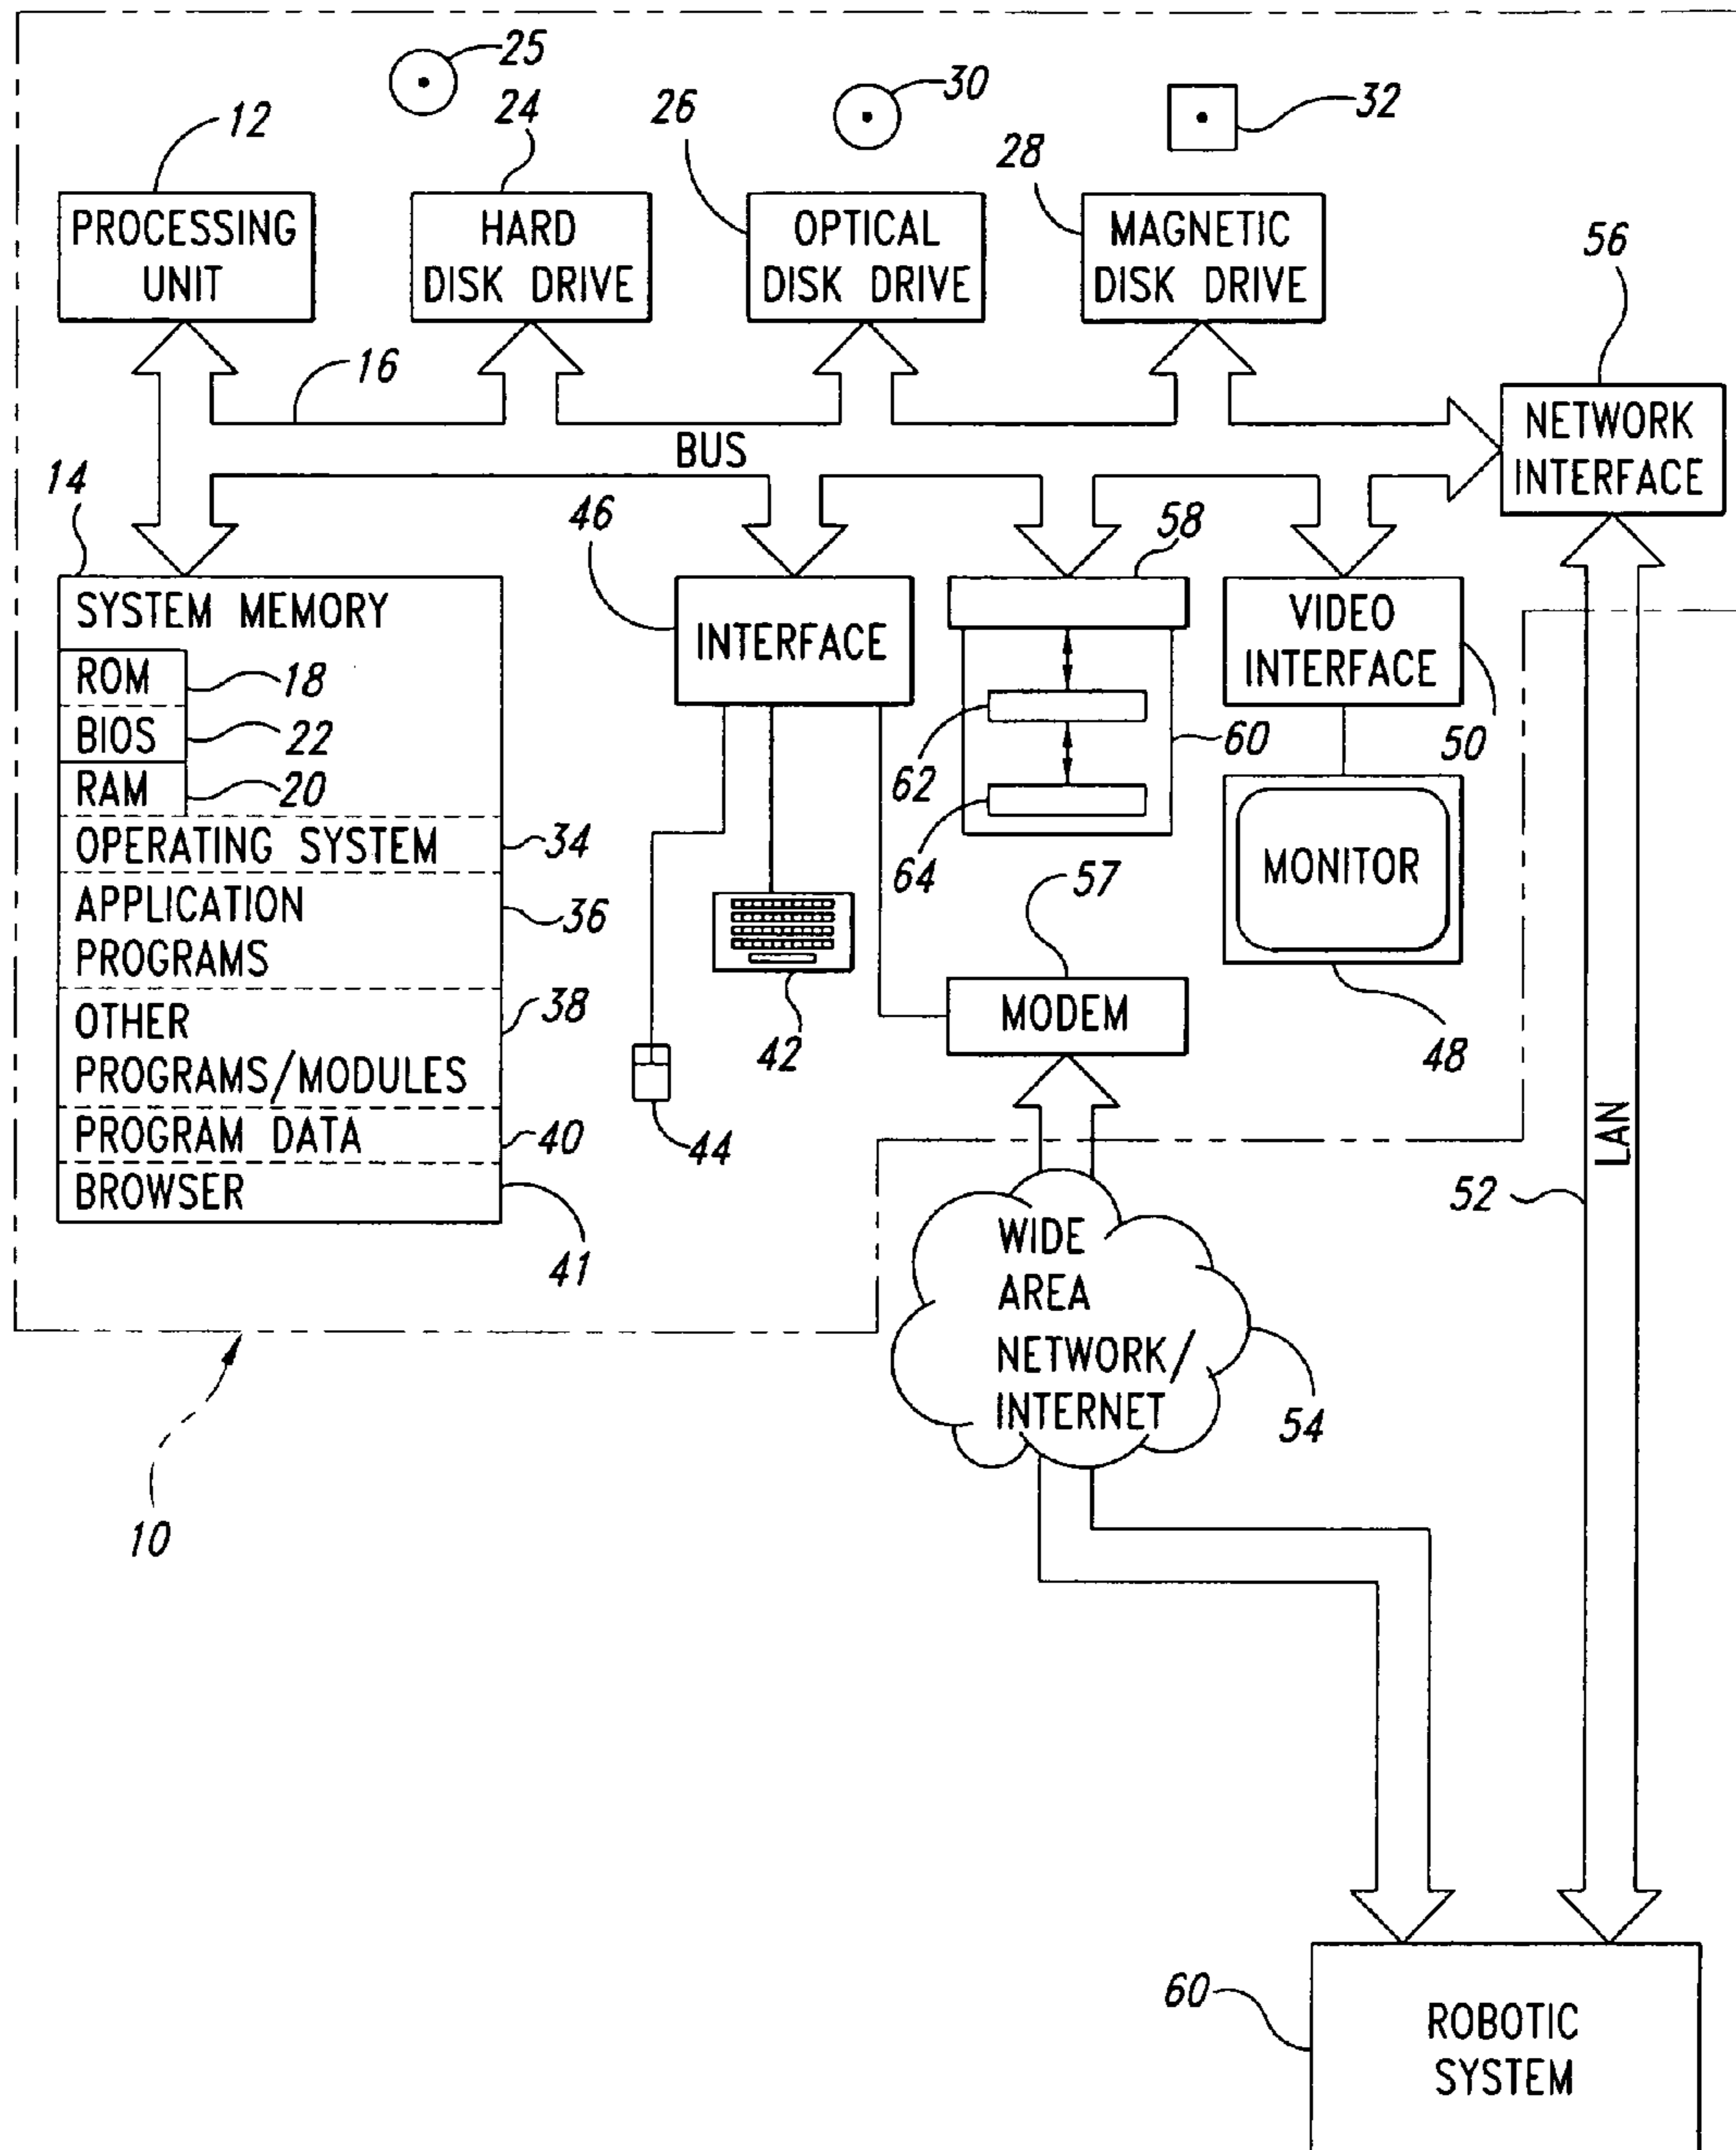 25
30
32
12
24
26
28
PROCESSING
UNIT
HARD
DISK DRIVE
OPTICAL
DISK DRIVE
MAGNETIC
DISK DRIVE
56
16
NETWORK
INTERFACE
BUS
14
46
58
SYSTEM MEMORY
ROM
18
BIOS
22
RAM
20
OPERATING SYSTEM
34
APPLICATION
PROGRAMS
36
OTHER
PROGRAMS/MODULES
38
PROGRAM DATA
40
BROWSER
41
INTERFACE
62
60
64
VIDEO
INTERFACE
50
MONITOR
48
57
MODEM
42
44
LAN
52
WIDE
AREA
NETWORK/
INTERNET
54
10
60
ROBOTIC
SYSTEM